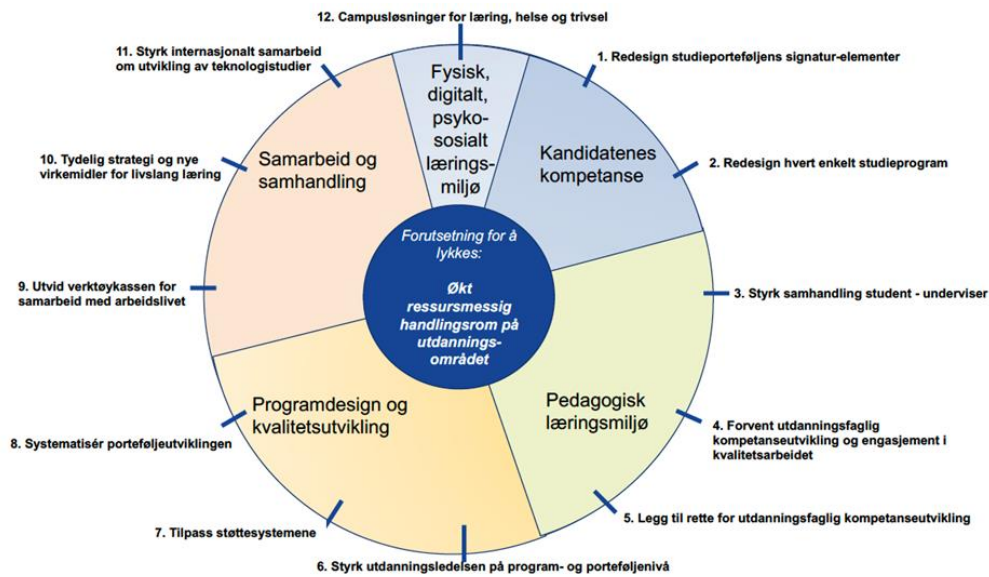 12. Campusløsninger for læring, helse og trivsel
11. Styrk internasjonalt samarbeid
om utvikling av teknologistudier
1. Redesign studieporteføljens signatur-elementer
Fysisk,
digitalt,
psyko-
sosialt
lærings-
miljø
Kandidatenes
kompetanse
Samarbeid og
samhandling
10. Tydelig strategi og nye
virkemidler for livslang læring
2. Redesign hvert enkelt studieprogram
Forutsetning for å
lykkes:
Økt
ressursmessig
handlingsrom på
utdannings-
området
9. Utvid verktøykassen for
samarbeid med arbeidslivet
3. Styrk samhandling student - underviser
Programdesign og
kvalitetsutvikling
Pedagogisk
læringsmiljø
8. Systematisér porteføljeutviklingen
4. Forvent utdanningsfaglig
kompetanseutvikling og engasjement i
kvalitetsarbeidet
7. Tilpass støttesystemene
5. Legg til rette for utdanningsfaglig kompetanseutvikling
6. Styrk utdanningsledelsen på program- og porteføljenivå